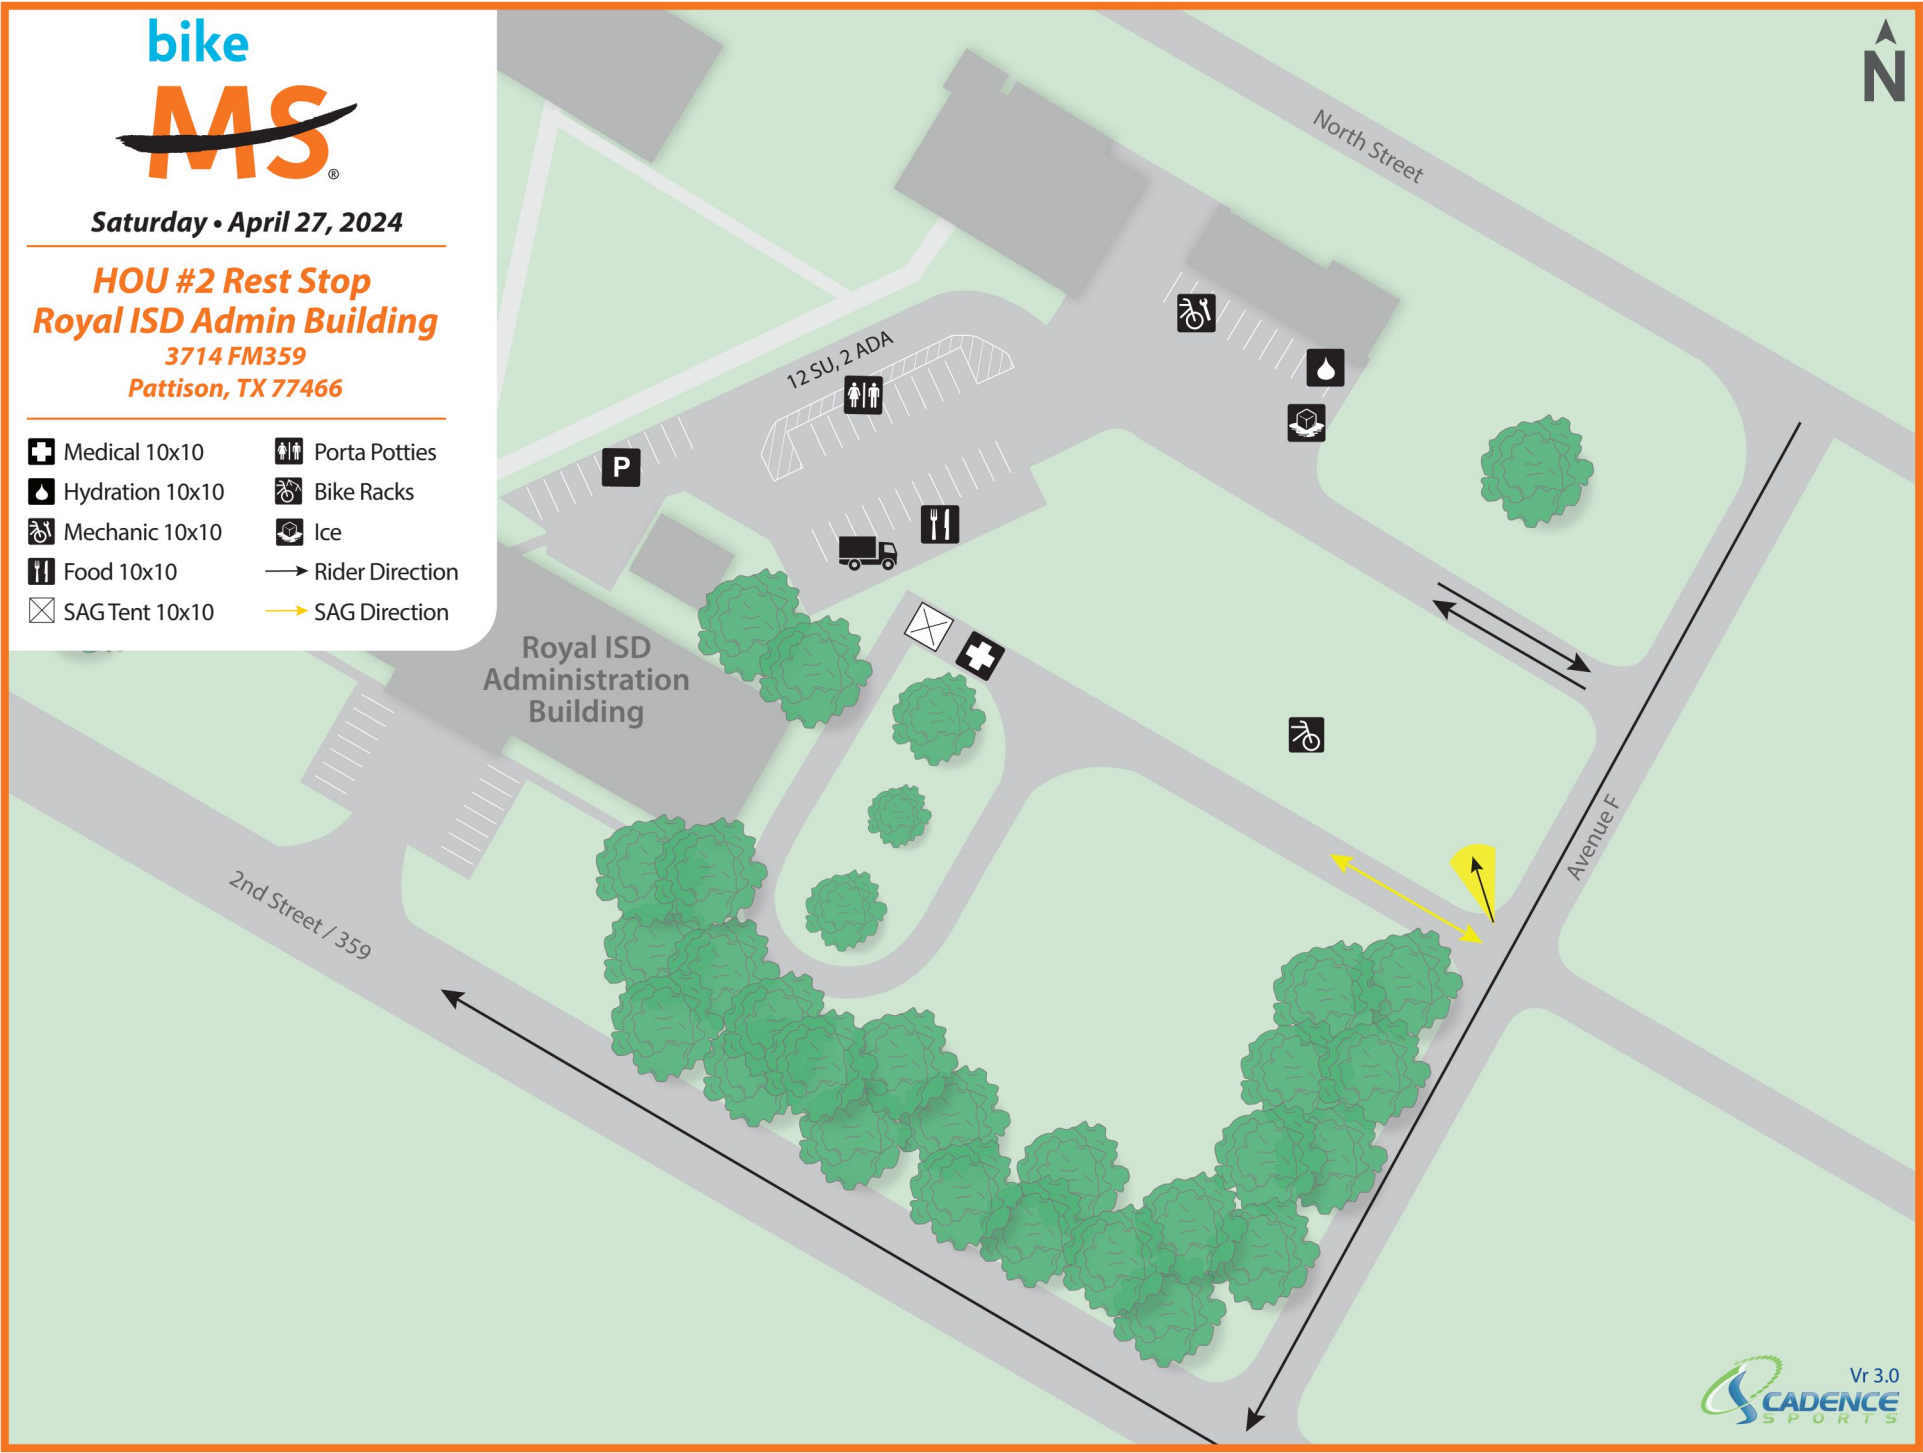 bike
MS®
Saturday • April 27, 2024
HOU #2 Rest Stop
Royal ISD Admin Building
3714 FM359
Pattison, TX 77466
Medical 10x10
Hydration 10x10
Mechanic 10x10
Food 10x10
SAG Tent 10x10
Porta Potties
Bike Racks
Ice
Rider Direction
SAG Direction
N
North Street
12 SU, 2 ADA
P
Royal ISD
Administration
Building
Avenue F
2nd Street / 359
Vr 3.0
CADENCE
SPORTS